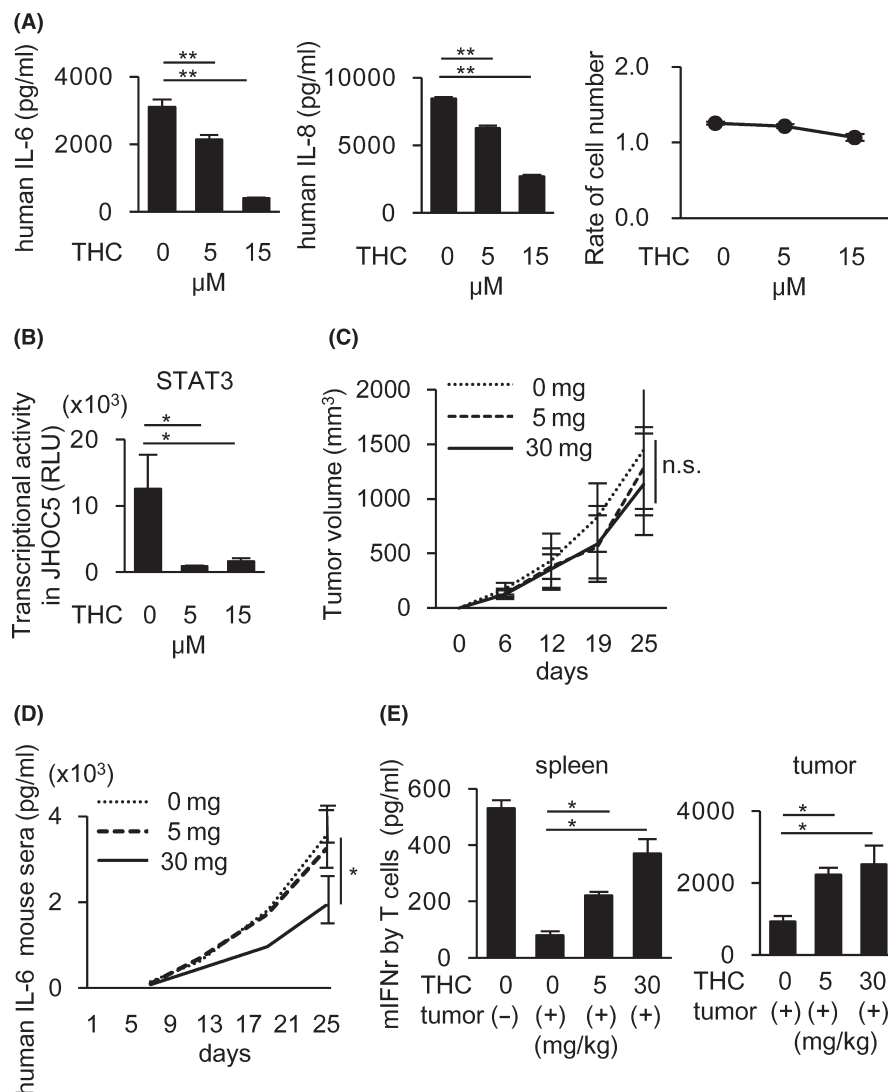 (A)
human IL-6 (pg/ml)
4000
2000
0
**
**
THC 0 5 15
µM
human IL-8 (pg/ml)
10000
5000
0
**
**
THC 0 5 15
µM
Rate of cell number
2.0
1.0
0.0
THC 0 5 15
µM
(B)
STAT3
(x10³)
Transcriptional activity
in JHOC5 (RLU)
20
10
0
*
*
THC 0 5 15
µM
(C)
Tumor volume (mm³)
2000
1500
1000
500
0
0 mg
5 mg
30 mg
n.s.
0 6 12 19 25
days
(D)
human IL-6 mouse sera (pg/ml)
(x10³)
4
2
0
0 mg
5 mg
30 mg
*
1 5 9 13 17 21 25
days
(E)
spleen
mIFNr by T cells (pg/ml)
600
400
200
0
*
*
THC 0 0 5 30
tumor (–) (+) (+) (+)
(mg/kg)
tumor
4000
2000
0
*
*
THC 0 5 30
tumor (+) (+) (+)
(mg/kg)